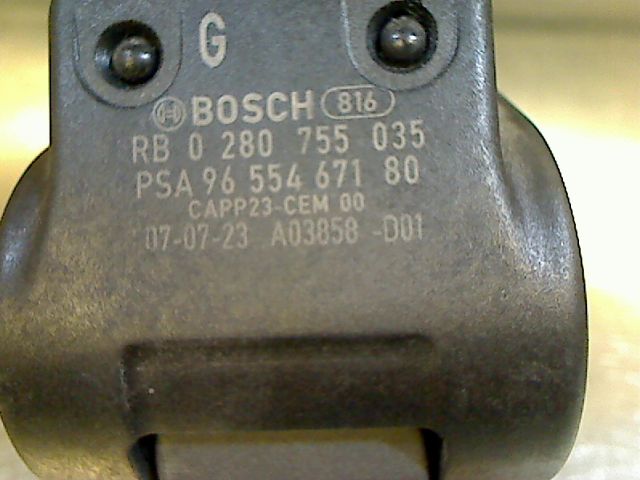 G
BOSCH 816
RB 0 280 755 035
PSA 96 554 671 80
CAPP23-CEM 00
07-07-23 A03858 -D01